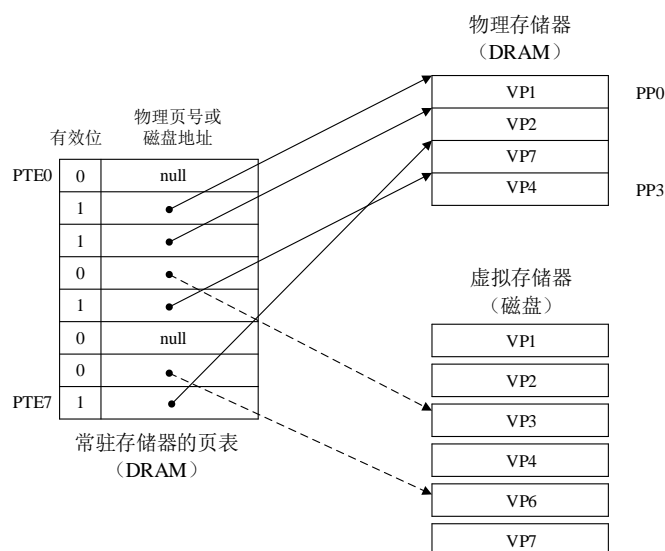 物理存储器
（DRAM）
VP1 PP0
VP2
VP7
VP4 PP3
物理页号或
有效位 磁盘地址
PTE0 0 null
1
1
0
1
0 null
0
PTE7 1
常驻存储器的页表
（DRAM）
虚拟存储器
（磁盘）
VP1
VP2
VP3
VP4
VP6
VP7